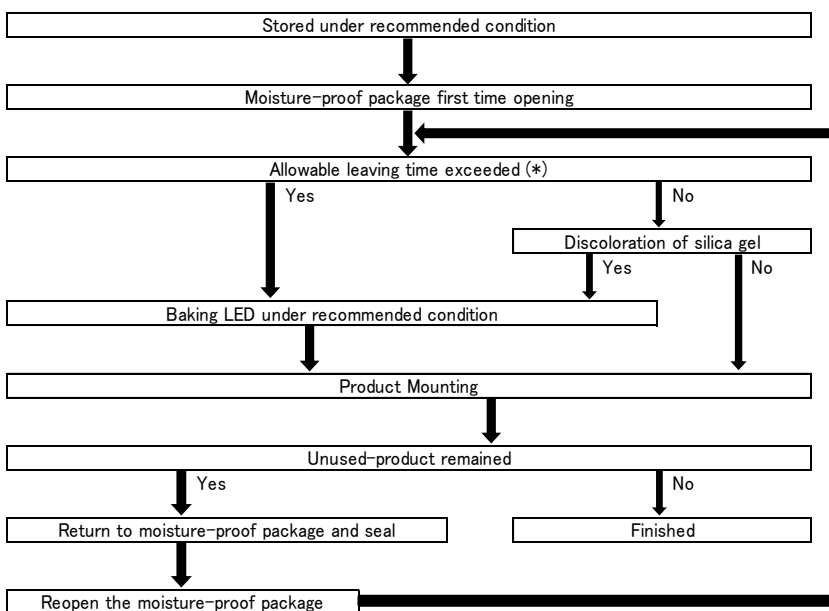 Stored under recommended condition
Moisture-proof package first time opening
Allowable leaving time exceeded (*)
Yes
No
Discoloration of silica gel
Yes
No
Baking LED under recommended condition
Product Mounting
Unused-product remained
Yes
No
Return to moisture-proof package and seal
Finished
Reopen the moisture-proof package